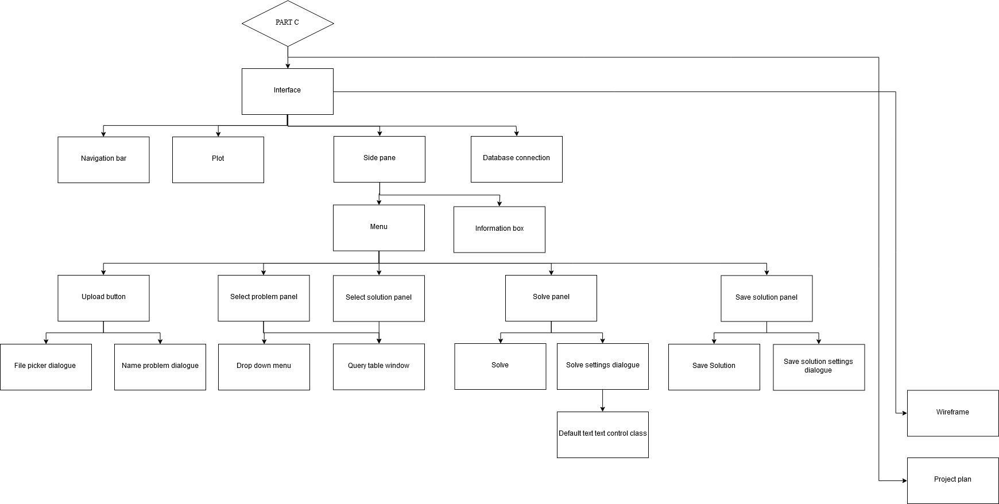 PART C
Interface
Navigation bar
Plot
Side pane
Database connection
Menu
Information box
Upload button
Select problem panel
Select solution panel
Solve panel
Save solution panel
File picker dialogue
Name problem dialogue
Drop down menu
Query table window
Solve
Solve settings dialogue
Save Solution
Save solution settings
dialogue
Default text text control class
Wireframe
Project plan